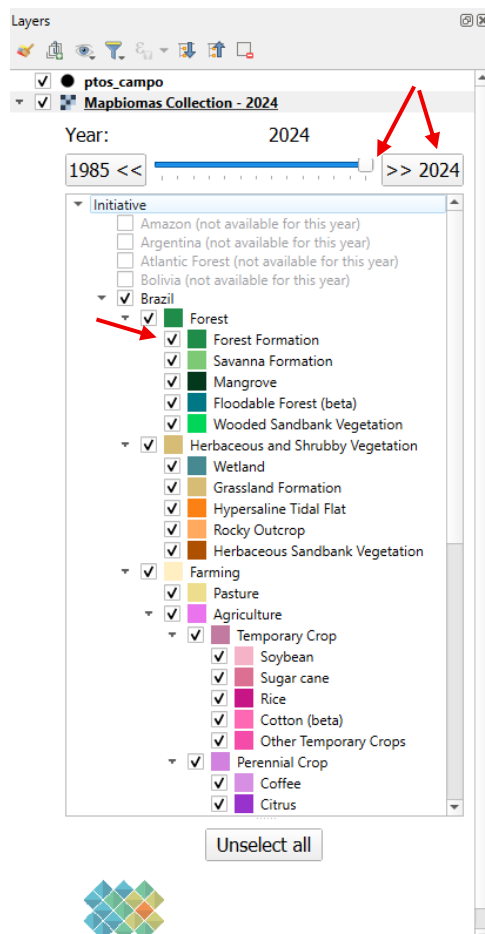 Layers
ptos_campo
Mapbiomas Collection - 2024
Year: 2024
1985 << >> 2024
Initiative
Amazon (not available for this year)
Argentina (not available for this year)
Atlantic Forest (not available for this year)
Bolivia (not available for this year)
Brazil
Forest
Forest Formation
Savanna Formation
Mangrove
Floodable Forest (beta)
Wooded Sandbank Vegetation
Herbaceous and Shrubby Vegetation
Wetland
Grassland Formation
Hypersaline Tidal Flat
Rocky Outcrop
Herbaceous Sandbank Vegetation
Farming
Pasture
Agriculture
Temporary Crop
Soybean
Sugar cane
Rice
Cotton (beta)
Other Temporary Crops
Perennial Crop
Coffee
Citrus
Unselect all